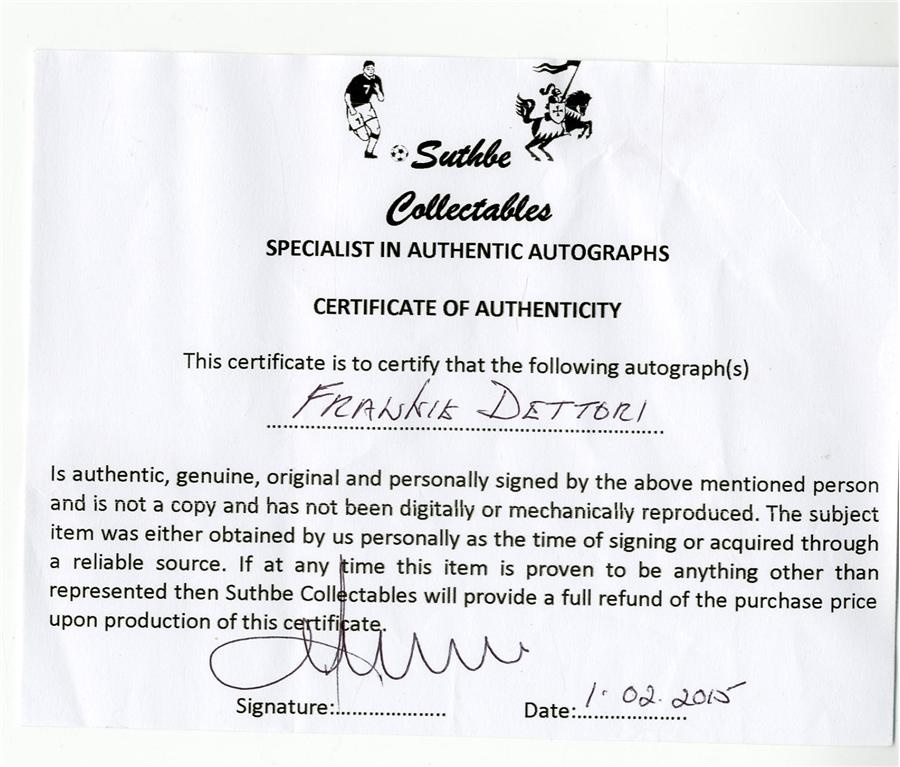 7
Suthbe
Collectables
SPECIALIST IN AUTHENTIC AUTOGRAPHS
CERTIFICATE OF AUTHENTICITY
This certificate is to certify that the following autograph(s)
FRANKIE DETTORI
Is authentic, genuine, original and personally signed by the above mentioned person
and is not a copy and has not been digitally or mechanically reproduced. The subject
item was either obtained by us personally as the time of signing or acquired through
a reliable source. If at any time this item is proven to be anything other than
represented then Suthbe Collectables will provide a full refund of the purchase price
upon production of this certificate.
Signature:....................
Date:.................... 1. 02. 2015